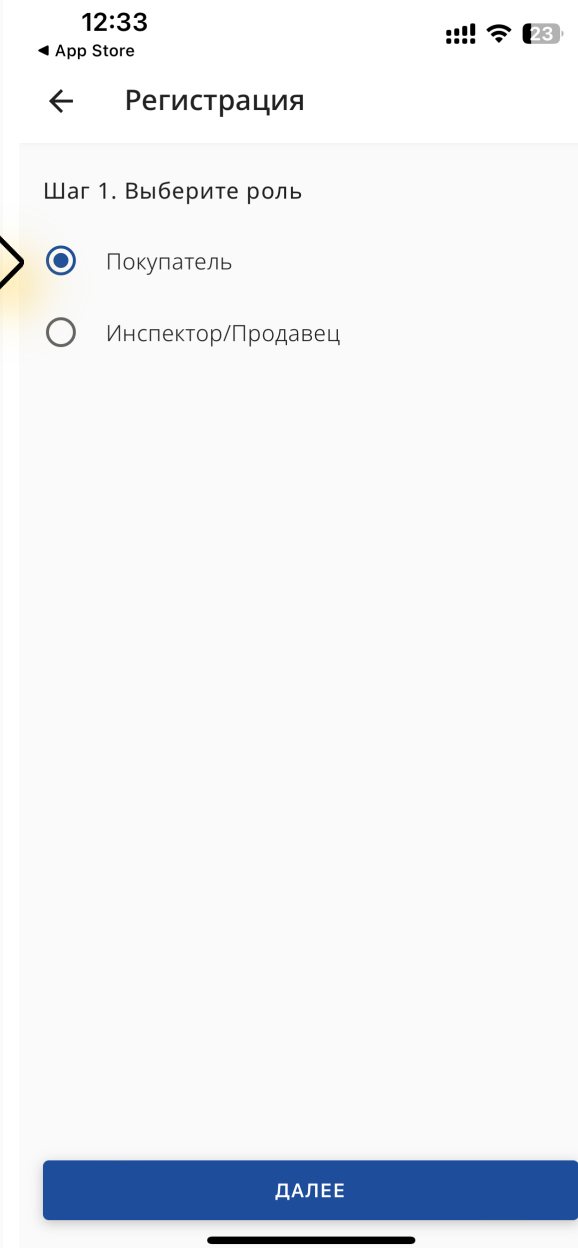 12:33
23
◀ App Store
Регистрация
Шаг 1. Выберите роль
Покупатель
Инспектор/Продавец
ДАЛЕЕ